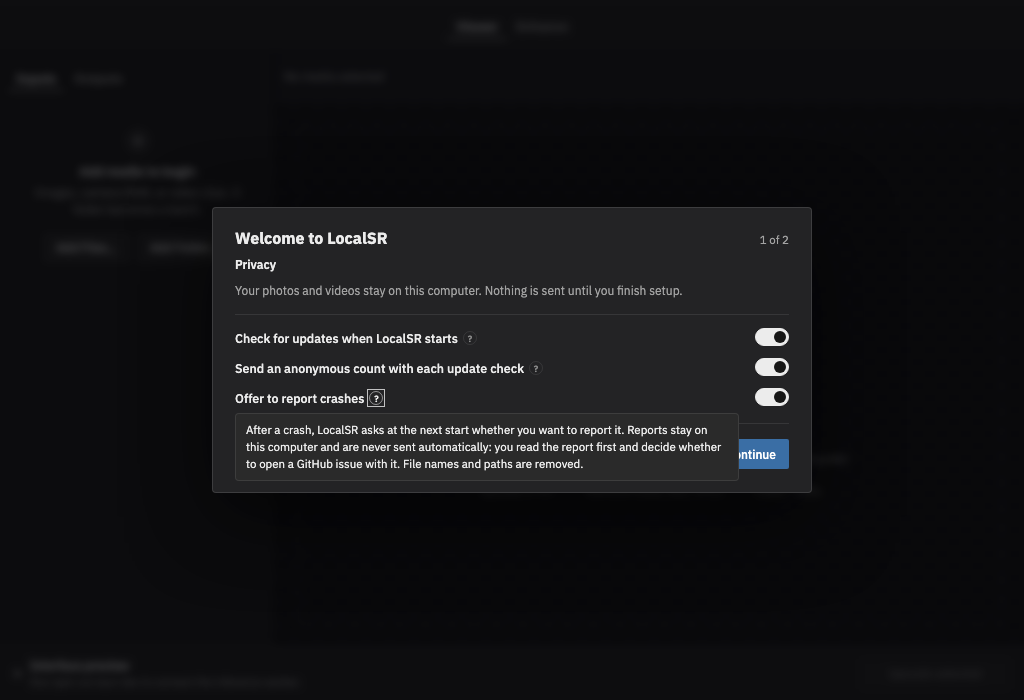 Welcome to LocalSR
1 of 2
Privacy
Your photos and videos stay on this computer. Nothing is sent until you finish setup.
Check for updates when LocalSR starts ?
Send an anonymous count with each update check ?
Offer to report crashes ?
After a crash, LocalSR asks at the next start whether you want to report it. Reports stay on
this computer and are never sent automatically: you read the report first and decide whether
to open a GitHub issue with it. File names and paths are removed.
ntinue